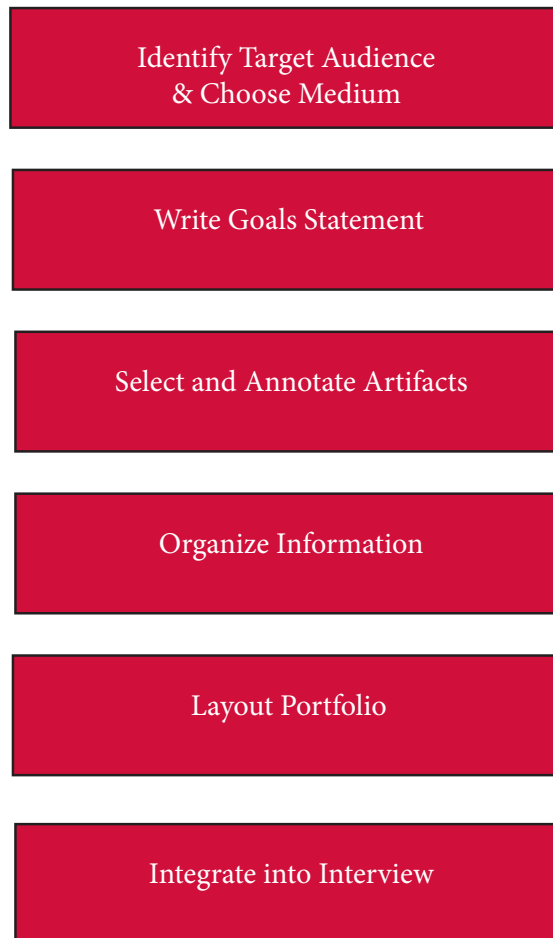 Identify Target Audience
& Choose Medium
Write Goals Statement
Select and Annotate Artifacts
Organize Information
Layout Portfolio
Integrate into Interview